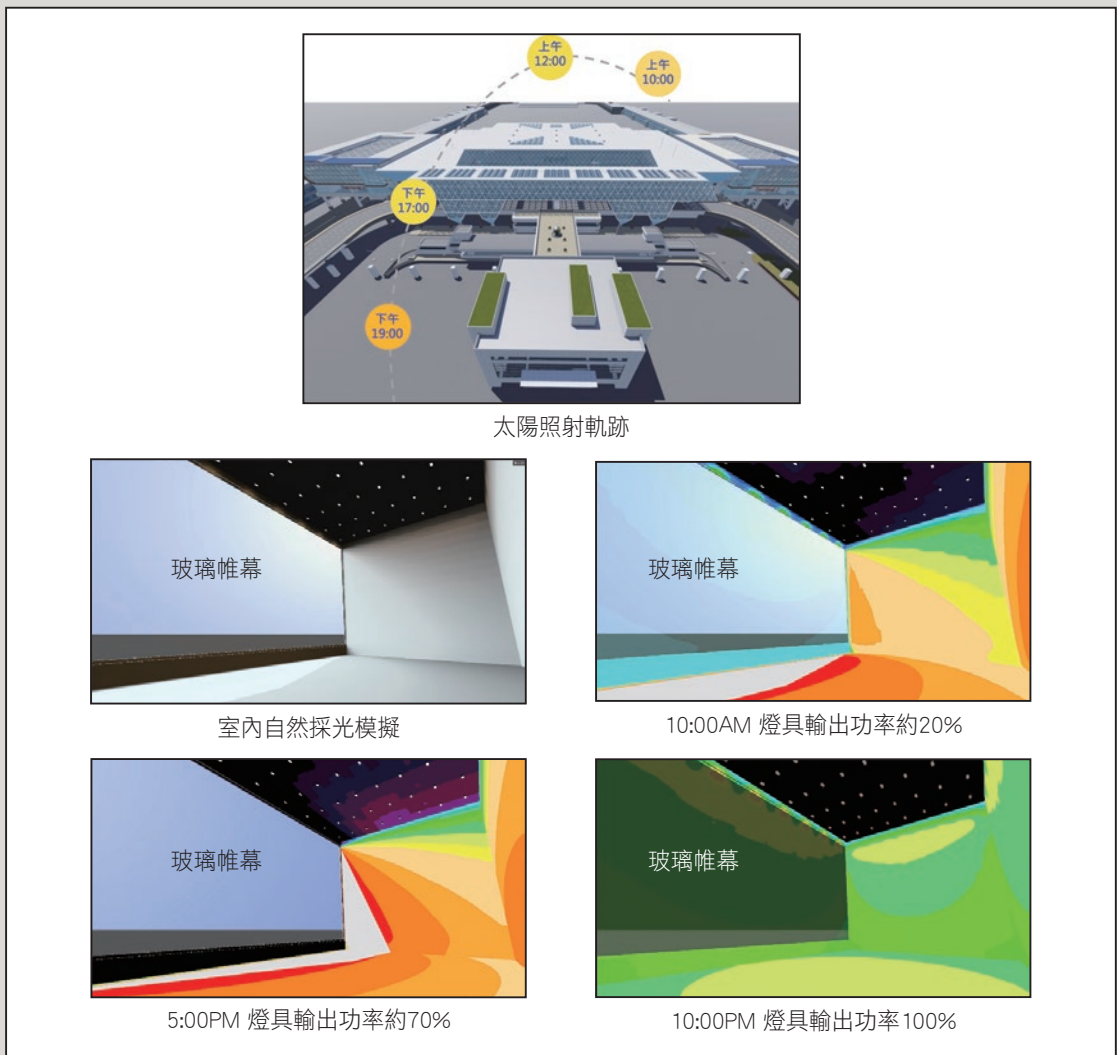 上午
12:00
上午
10:00
下午
17:00
下午
19:00
太陽照射軌跡
玻璃帷幕
玻璃帷幕
室內自然採光模擬
10:00AM 燈具輸出功率約20%
玻璃帷幕
玻璃帷幕
5:00PM 燈具輸出功率約70%
10:00PM 燈具輸出功率100%